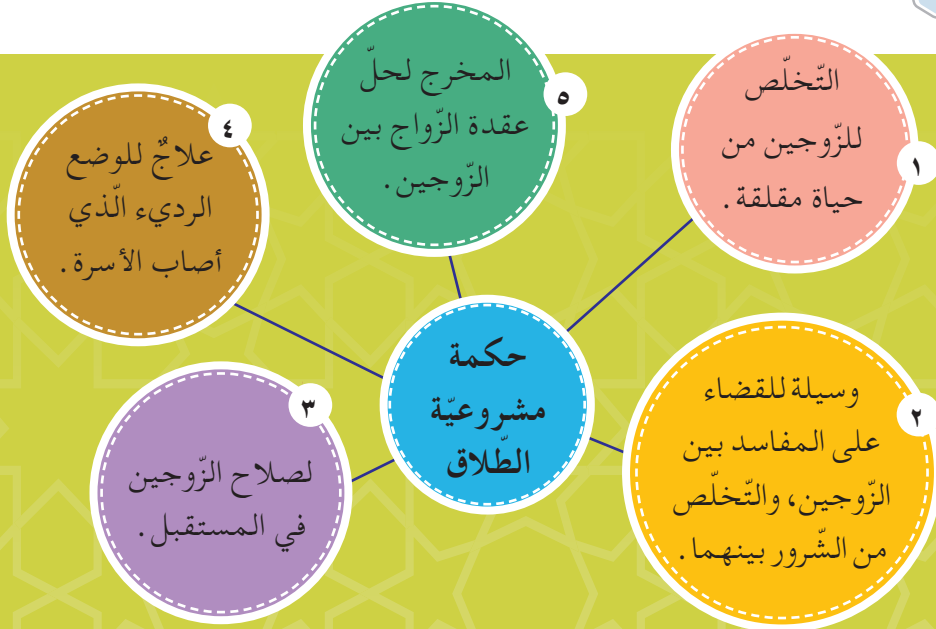 حكمة
مشروعيّة
الطّلاق
١
التّخلّص
للزّوجين من
حياة مقلقة.
٢
وسيلة للقضاء
على المفاسد بين
الزّوجين، والتّخلّص
من الشّرور بينهما.
٣
لصلاح الزّوجين
في المستقبل.
٤
علاجٌ للوضع
الرديء الّذي
أصاب الأسرة.
٥
المخرج لحلّ
عقدة الزّواج بين
الزّوجين.